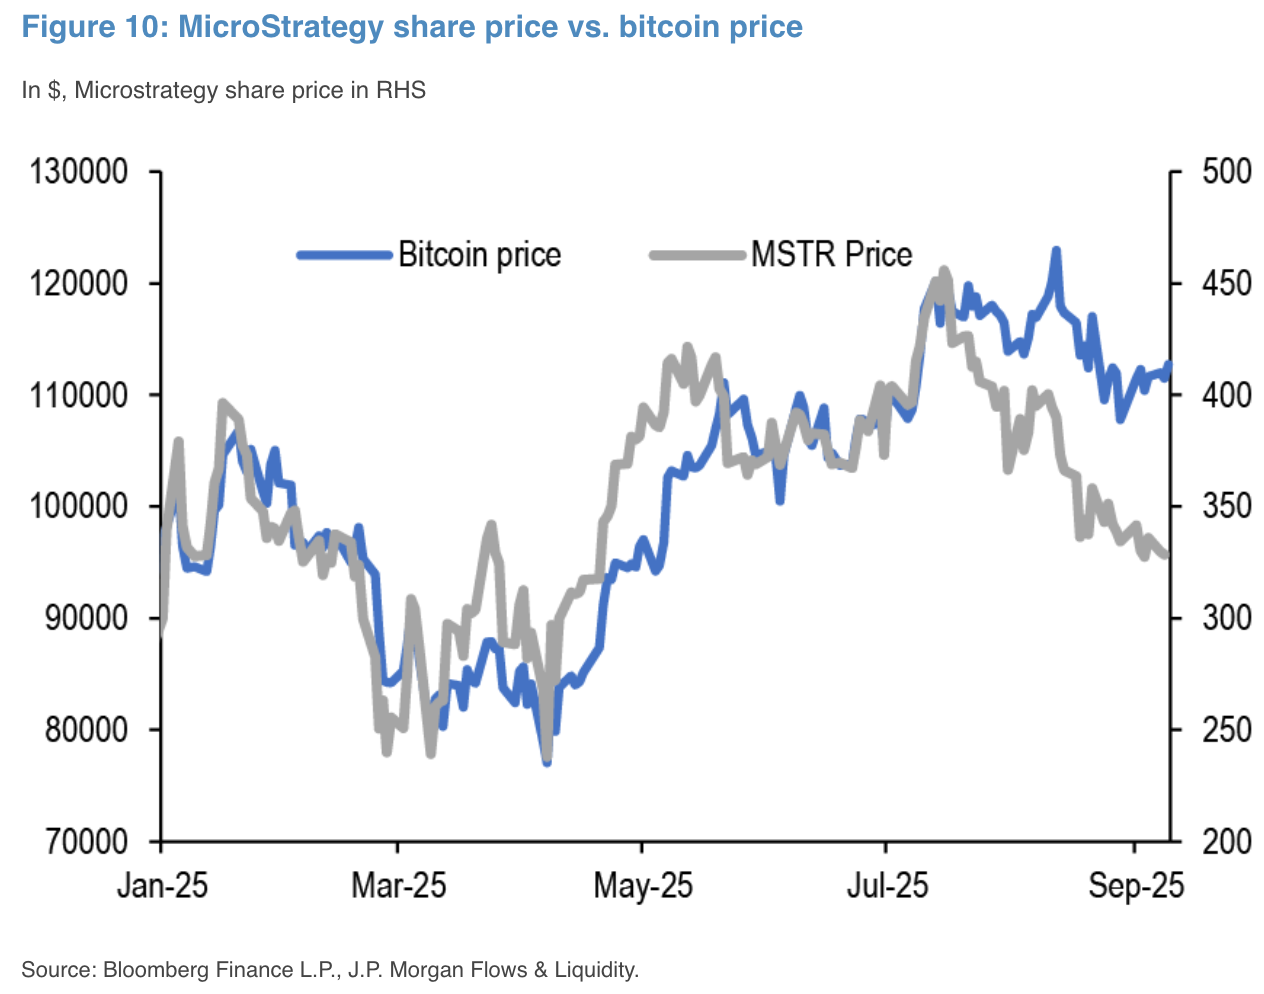 Figure 10: MicroStrategy share price vs. bitcoin price
In $, Microstrategy share price in RHS
130000
500
Bitcoin price
MSTR Price
120000
450
110000
400
100000
350
90000
300
80000
250
70000
200
Jan-25
Mar-25
May-25
Jul-25
Sep-25
Source: Bloomberg Finance L.P., J.P. Morgan Flows & Liquidity.